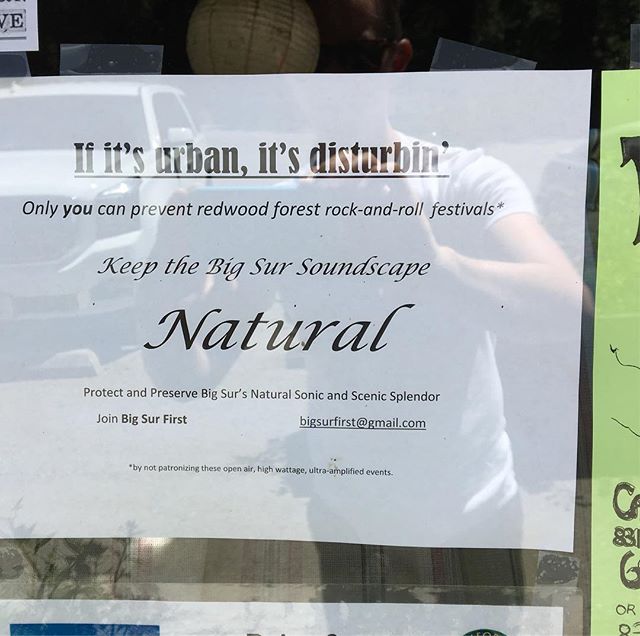 VE
If it's urban, it's disturbin'
Only you can prevent redwood forest rock-and-roll festivals*
Keep the Big Sur Soundscape
Natural
Protect and Preserve Big Sur's Natural Sonic and Scenic Splendor
Join Big Sur First bigsurfirst@gmail.com
*by not patronizing these open air, high wattage, ultra-amplified events.
OR